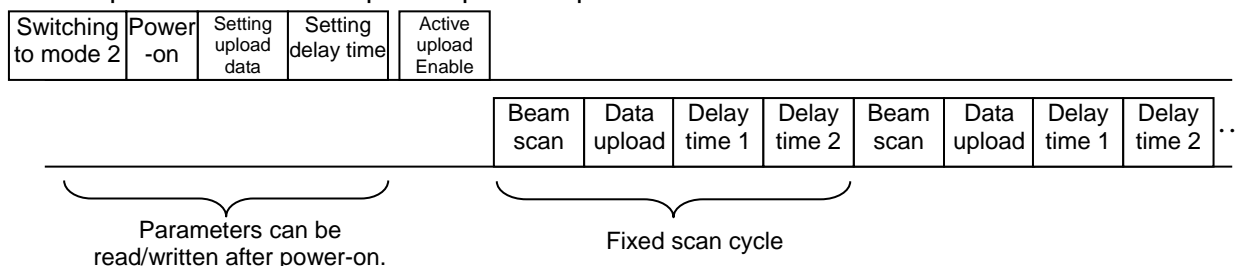 Switching
to mode 2
Power
-on
Setting
upload
data
Setting
delay time
Active
upload
Enable
Beam
scan
Data
upload
Delay
time 1
Delay
time 2
Beam
scan
Data
upload
Delay
time 1
Delay
time 2
..
Parameters can be
read/written after power-on.
Fixed scan cycle